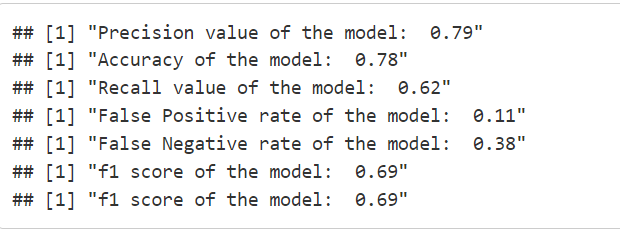 ## [1] "Precision value of the model:  0.79"
## [1] "Accuracy of the model:  0.78"
## [1] "Recall value of the model:  0.62"
## [1] "False Positive rate of the model:  0.11"
## [1] "False Negative rate of the model:  0.38"
## [1] "f1 score of the model:  0.69"
## [1] "f1 score of the model:  0.69"